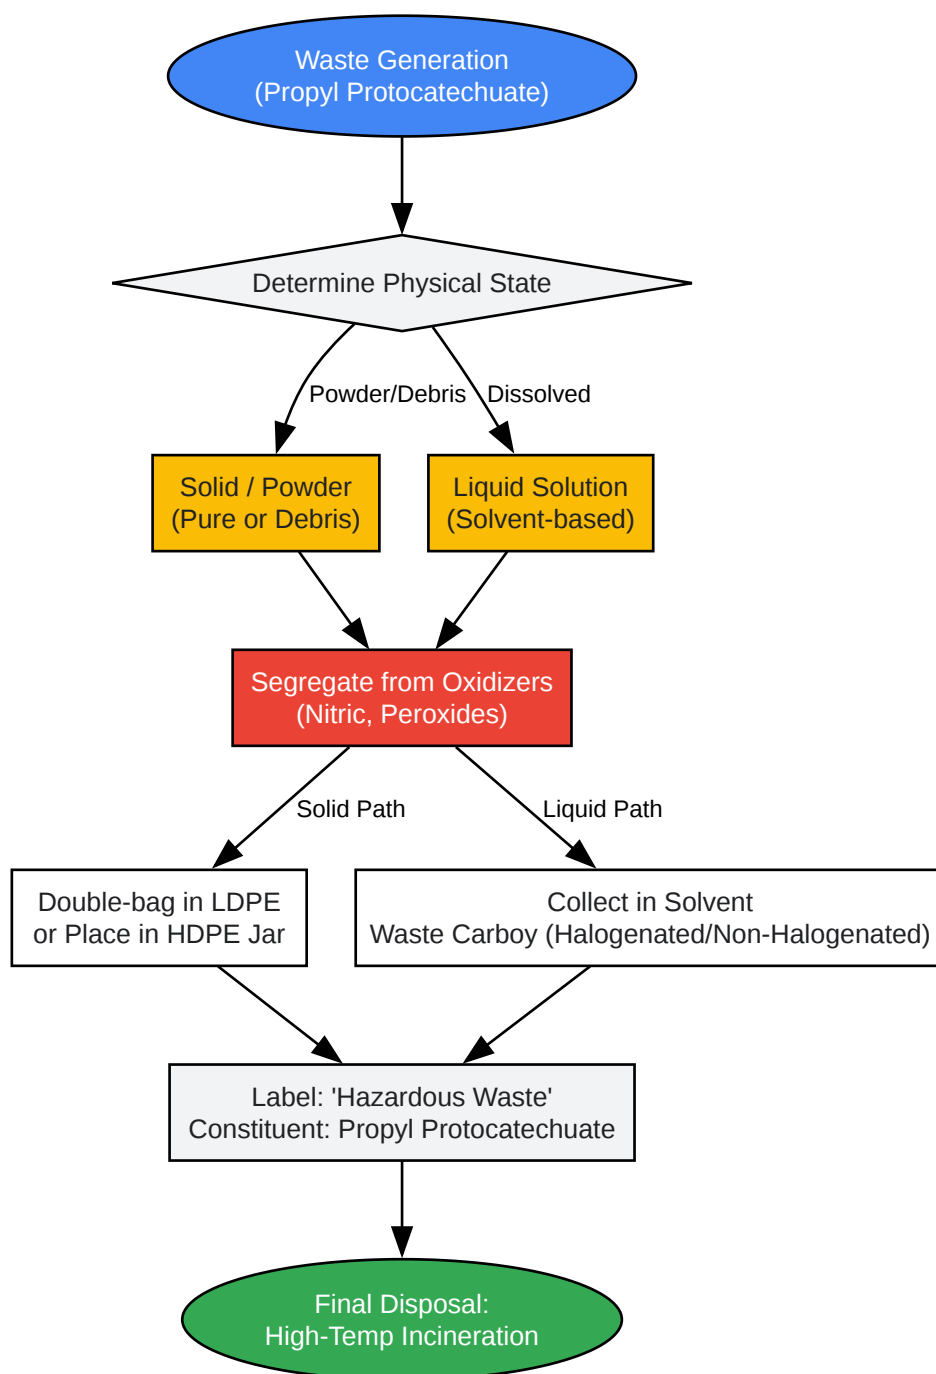 Waste Generation
(Propyl Protocatechuate)
Determine Physical State
Powder/Debris
Dissolved
Solid / Powder
(Pure or Debris)
Liquid Solution
(Solvent-based)
Segregate from Oxidizers
(Nitric, Peroxides)
Solid Path
Liquid Path
Double-bag in LDPE
or Place in HDPE Jar
Collect in Solvent
Waste Carboy (Halogenated/Non-Halogenated)
Label: 'Hazardous Waste'
Constituent: Propyl Protocatechuate
Final Disposal:
High-Temp Incineration